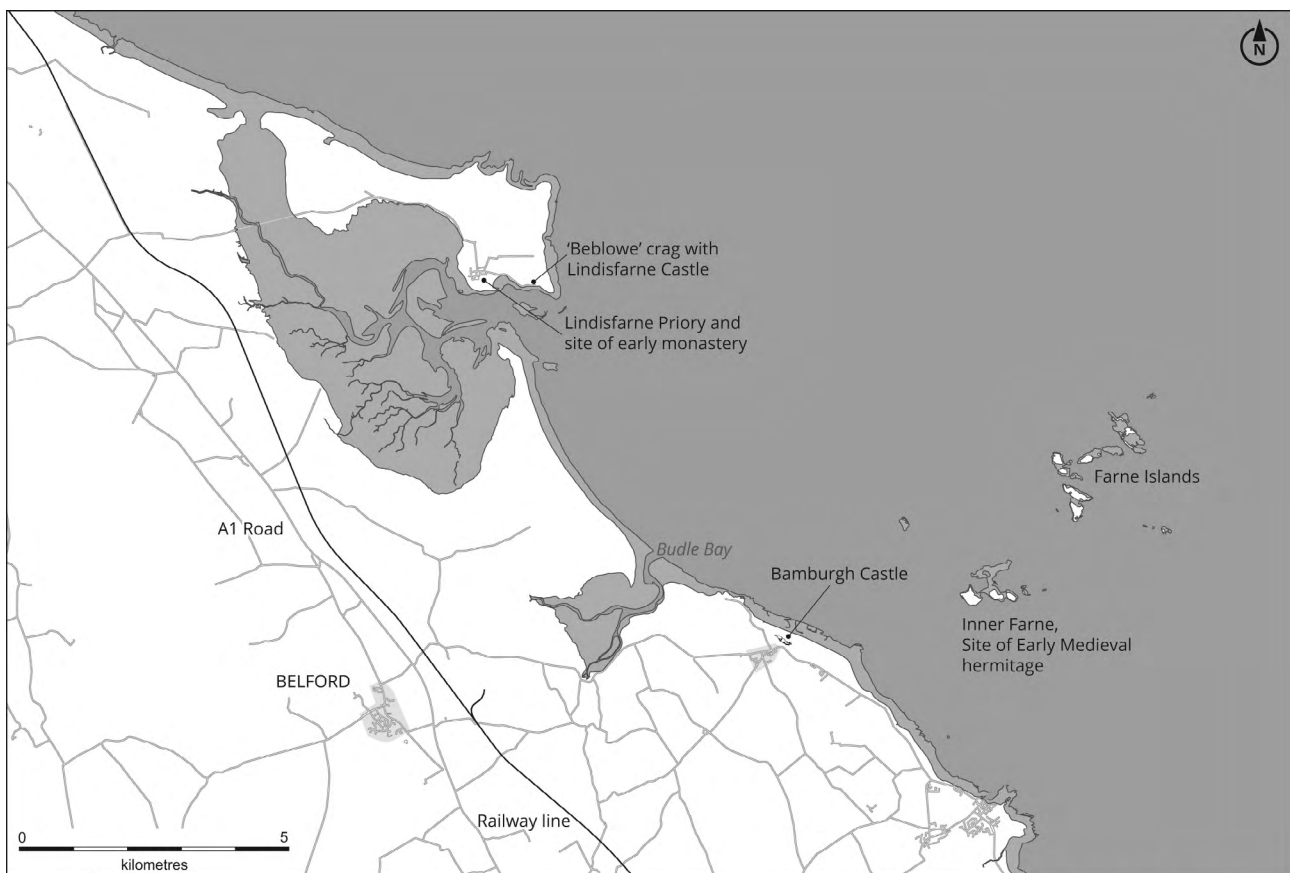 N
'Beblowe' crag with
Lindisfarne Castle
Lindisfarne Priory and
site of early monastery
Farne Islands
A1 Road
Budle Bay
Bamburgh Castle
Inner Farne,
Site of Early Medieval
hermitage
BELFORD
Railway line
0 5
kilometres